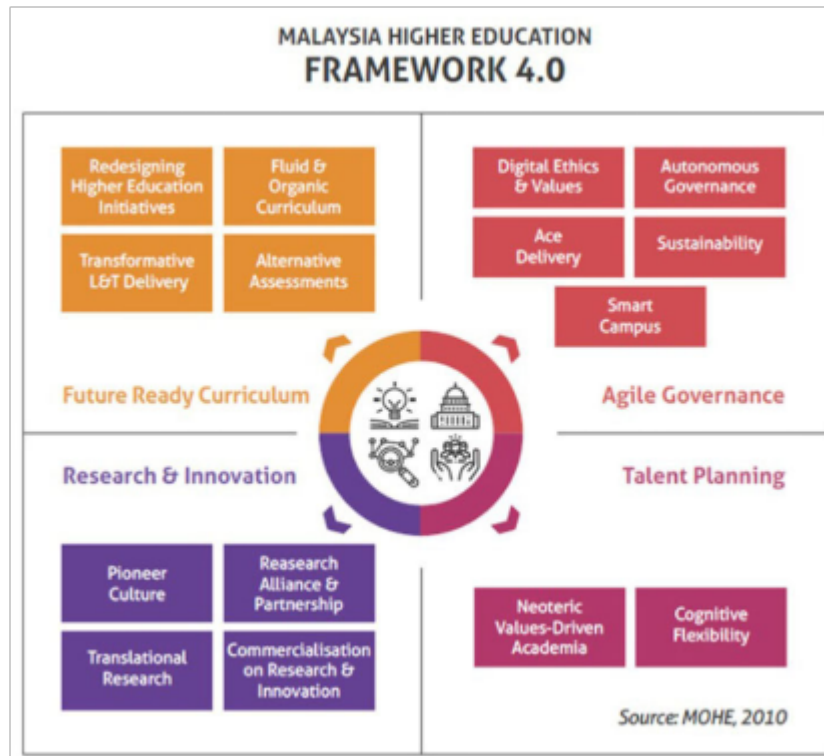 MALAYSIA HIGHER EDUCATION
FRAMEWORK 4.0
Redesigning
Higher Education
Initiatives
Fluid &
Organic
Curriculum
Transformative
L&T Delivery
Alternative
Assessments
Future Ready Curriculum
Digital Ethics
& Values
Autonomous
Governance
Ace
Delivery
Sustainability
Smart
Campus
Agile Governance
Research & Innovation
Pioneer
Culture
Reasearch
Alliance &
Partnership
Translational
Research
Commercialisation
on Research &
Innovation
Talent Planning
Neoteric
Values-Driven
Academia
Cognitive
Flexibility
Source: MOHE, 2010